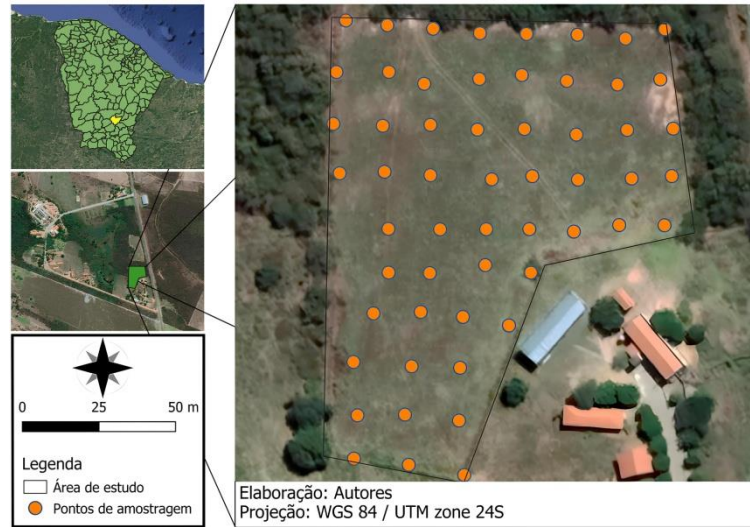 0 25 50 m
Legenda
Área de estudo
Pontos de amostragem
Elaboração: Autores
Projeção: WGS 84 / UTM zone 24S